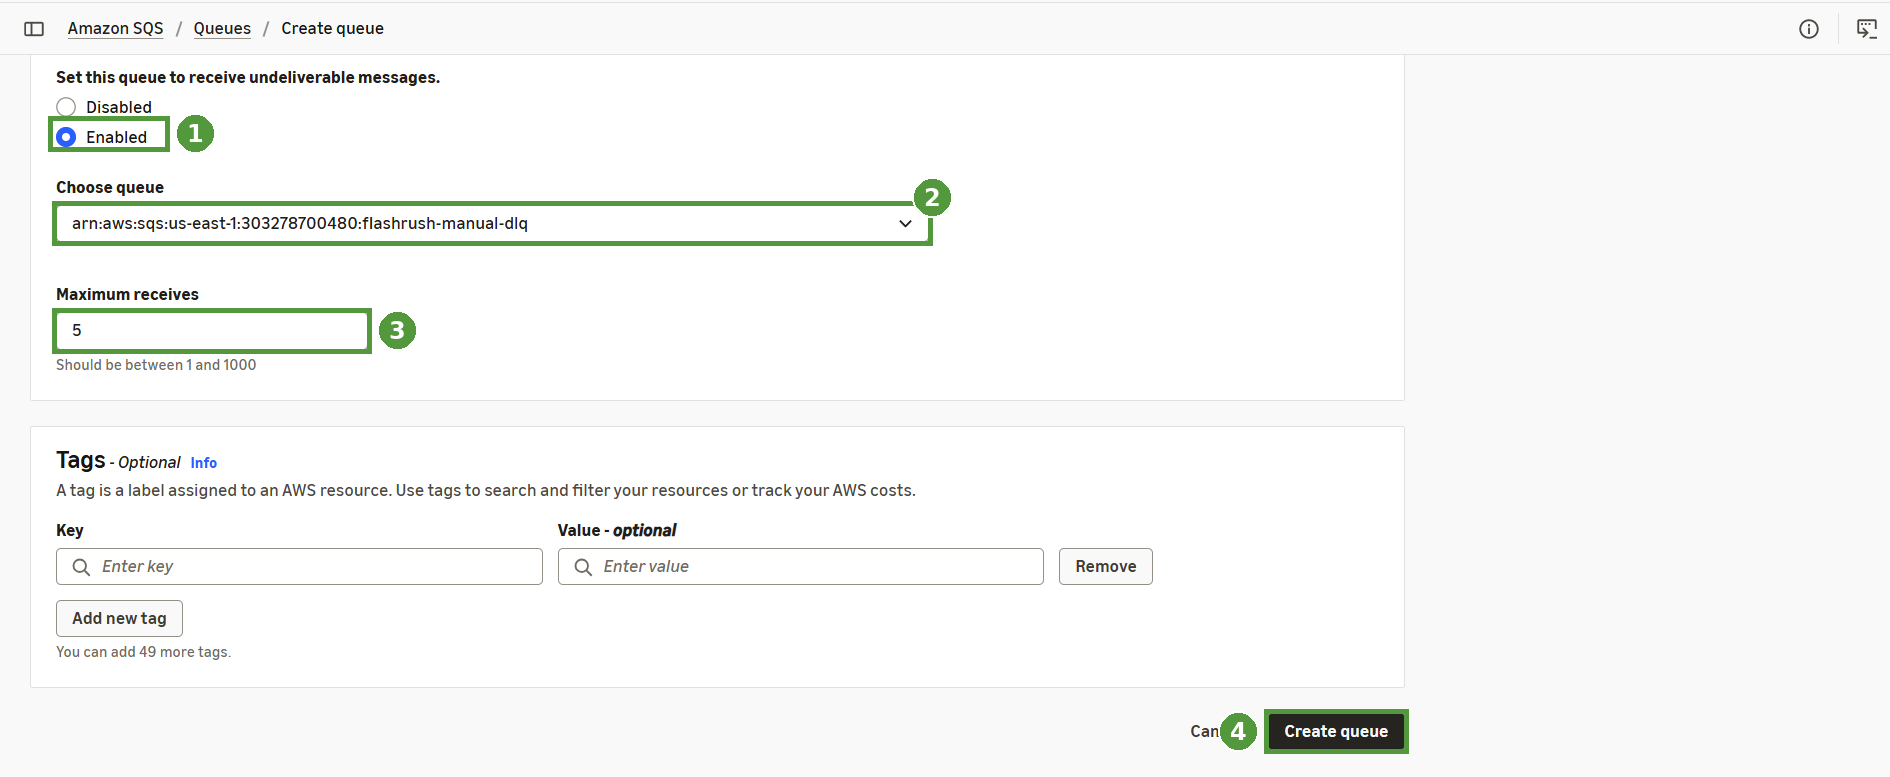 Amazon SQS / Queues / Create queue
Set this queue to receive undeliverable messages.
Disabled
Enabled 1
Choose queue
2
arn:aws:sqs:us-east-1:303278700480:flashrush-manual-dlq
Maximum receives
5 3
Should be between 1 and 1000
Tags - Optional Info
A tag is a label assigned to an AWS resource. Use tags to search and filter your resources or track your AWS costs.
Key Value - optional
Enter key Enter value Remove
Add new tag
You can add 49 more tags.
Can 4 Create queue